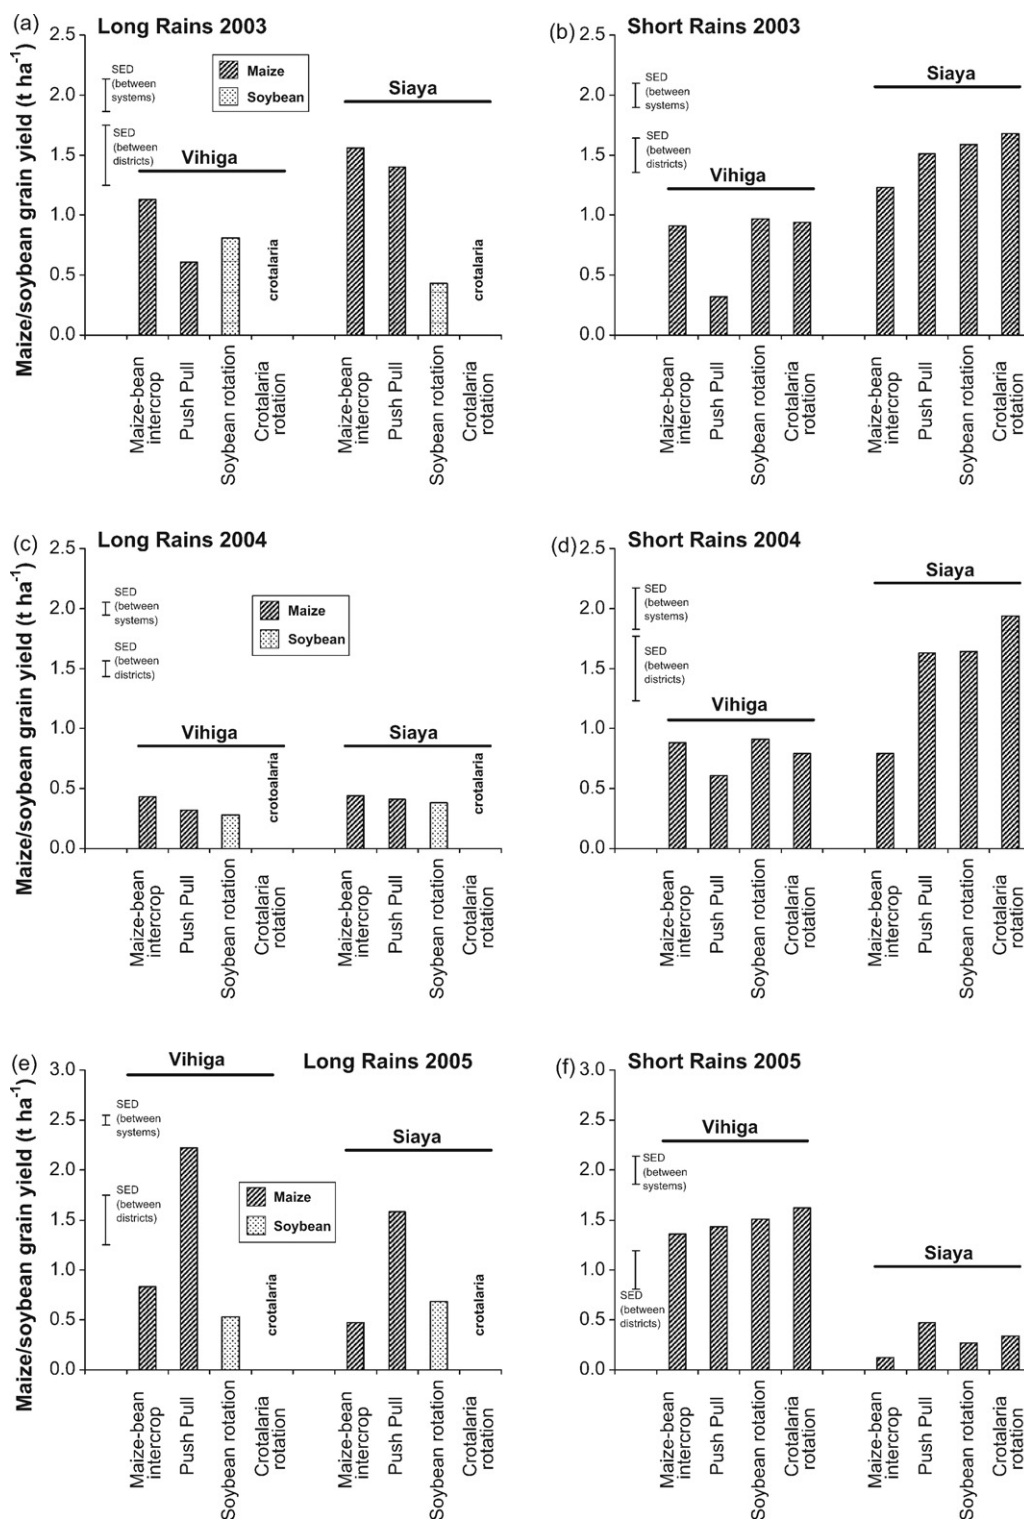 (a)
Long Rains 2003
Maize/soybean grain yield (t ha⁻¹)
2.5
2.0
1.5
1.0
0.5
0.0
SED
(between
systems)
SED
(between
districts)
Maize
Soybean
Vihiga
Siaya
crotalaria
crotalaria
Maize-bean
intercrop
Push Pull
Soybean rotation
Crotalaria
rotation
Maize-bean
intercrop
Push Pull
Soybean rotation
Crotalaria
rotation
(b)
Short Rains 2003
2.5
2.0
1.5
1.0
0.5
0.0
SED
(between
systems)
SED
(between
districts)
Vihiga
Siaya
Maize-bean
intercrop
Push Pull
Soybean rotation
Crotalaria
rotation
Maize-bean
intercrop
Push Pull
Soybean rotation
Crotalaria
rotation
(c)
Long Rains 2004
Maize/soybean grain yield (t ha⁻¹)
2.5
2.0
1.5
1.0
0.5
0.0
SED
(between
systems)
SED
(between
districts)
Maize
Soybean
Vihiga
Siaya
crotoalaria
crotalaria
Maize-bean
intercrop
Push Pull
Soybean rotation
Crotalaria
rotation
Maize-bean
intercrop
Push Pull
Soybean rotation
Crotalaria
rotation
(d)
Short Rains 2004
2.5
2.0
1.5
1.0
0.5
0.0
SED
(between
systems)
SED
(between
districts)
Vihiga
Siaya
Maize-bean
intercrop
Push Pull
Soybean rotation
Crotalaria
rotation
Maize-bean
intercrop
Push Pull
Soybean rotation
Crotalaria
rotation
(e)
Vihiga
Long Rains 2005
Maize/soybean grain yield (t ha⁻¹)
3.0
2.5
2.0
1.5
1.0
0.5
0.0
SED
(between
systems)
SED
(between
districts)
Siaya
Maize
Soybean
crotalaria
crotalaria
Maize-bean
intercrop
Push Pull
Soybean rotation
Crotalaria
rotation
Maize-bean
intercrop
Push Pull
Soybean rotation
Crotalaria
rotation
(f)
Short Rains 2005
3.0
2.5
2.0
1.5
1.0
0.5
0.0
Vihiga
SED
(between
systems)
SED
(between
districts)
Siaya
Maize-bean
intercrop
Push Pull
Soybean rotation
Crotalaria
rotation
Maize-bean
intercrop
Push Pull
Soybean rotation
Crotalaria
rotation